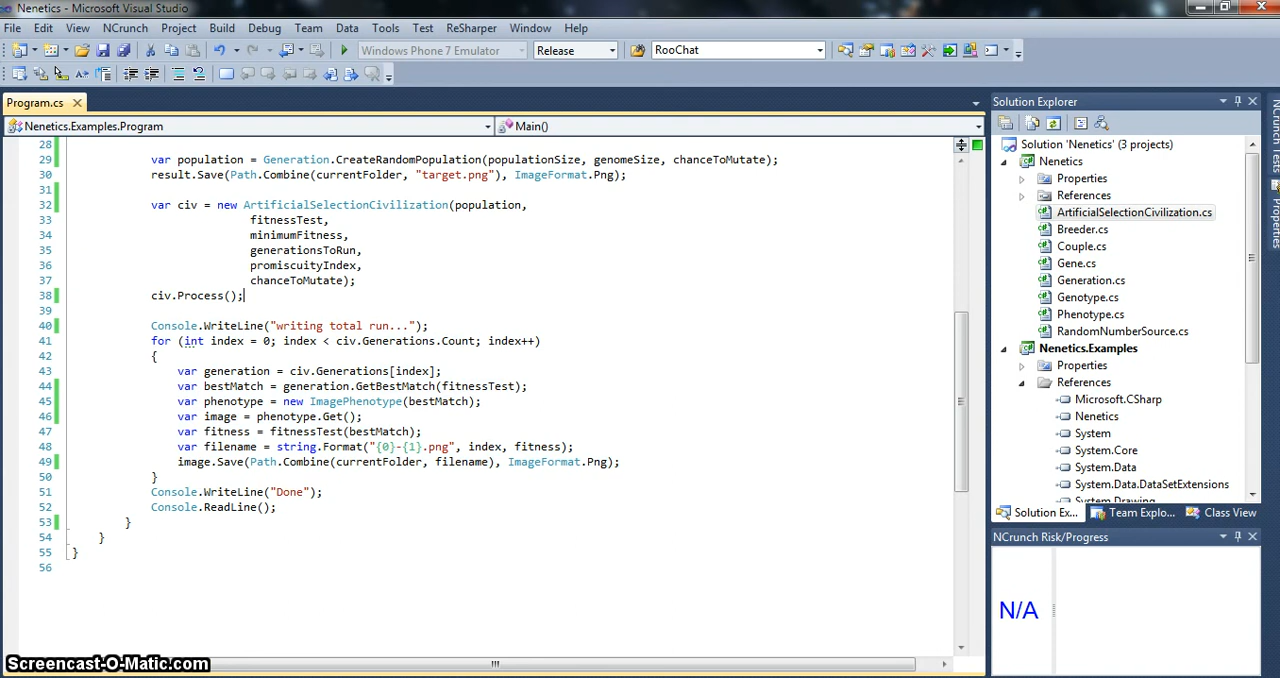 Nenetics - Microsoft Visual Studio
File Edit View NCrunch Project Build Debug Team Data Tools Test ReSharper Window Help
Windows Phone 7 Emulator Release RooChat
Program.cs
Nenetics.Examples.Program Main()
28
29 var population = Generation.CreateRandomPopulation(populationSize, genomeSize, chanceToMutate);
30 result.Save(Path.Combine(currentFolder, "target.png"), ImageFormat.Png);
31
32 var civ = new ArtificialSelectionCivilization(population,
33 fitnessTest,
34 minimumFitness,
35 generationsToRun,
36 promiscuityIndex,
37 chanceToMutate);
38 civ.Process();
39
40 Console.WriteLine("writing total run...");
41 for (int index = 0; index < civ.Generations.Count; index++)
42 {
43 var generation = civ.Generations[index];
44 var bestMatch = generation.GetBestMatch(fitnessTest);
45 var phenotype = new ImagePhenotype(bestMatch);
46 var image = phenotype.Get();
47 var fitness = fitnessTest(bestMatch);
48 var filename = string.Format("{0}-{1}.png", index, fitness);
49 image.Save(Path.Combine(currentFolder, filename), ImageFormat.Png);
50 }
51 Console.WriteLine("Done");
52 Console.ReadLine();
53 }
54 }
55 }
56
Solution Explorer
Solution 'Nenetics' (3 projects)
Nenetics
Properties
References
ArtificialSelectionCivilization.cs
Breeder.cs
Couple.cs
Gene.cs
Generation.cs
Genotype.cs
Phenotype.cs
RandomNumberSource.cs
Nenetics.Examples
Properties
References
Microsoft.CSharp
Nenetics
System
System.Core
System.Data
System.Data.DataSetExtensions
System.Drawing
Solution Ex... Team Explo... Class View
NCrunch Risk/Progress
N/A
NCrunch Tests
Properties
Screencast-O-Matic.com